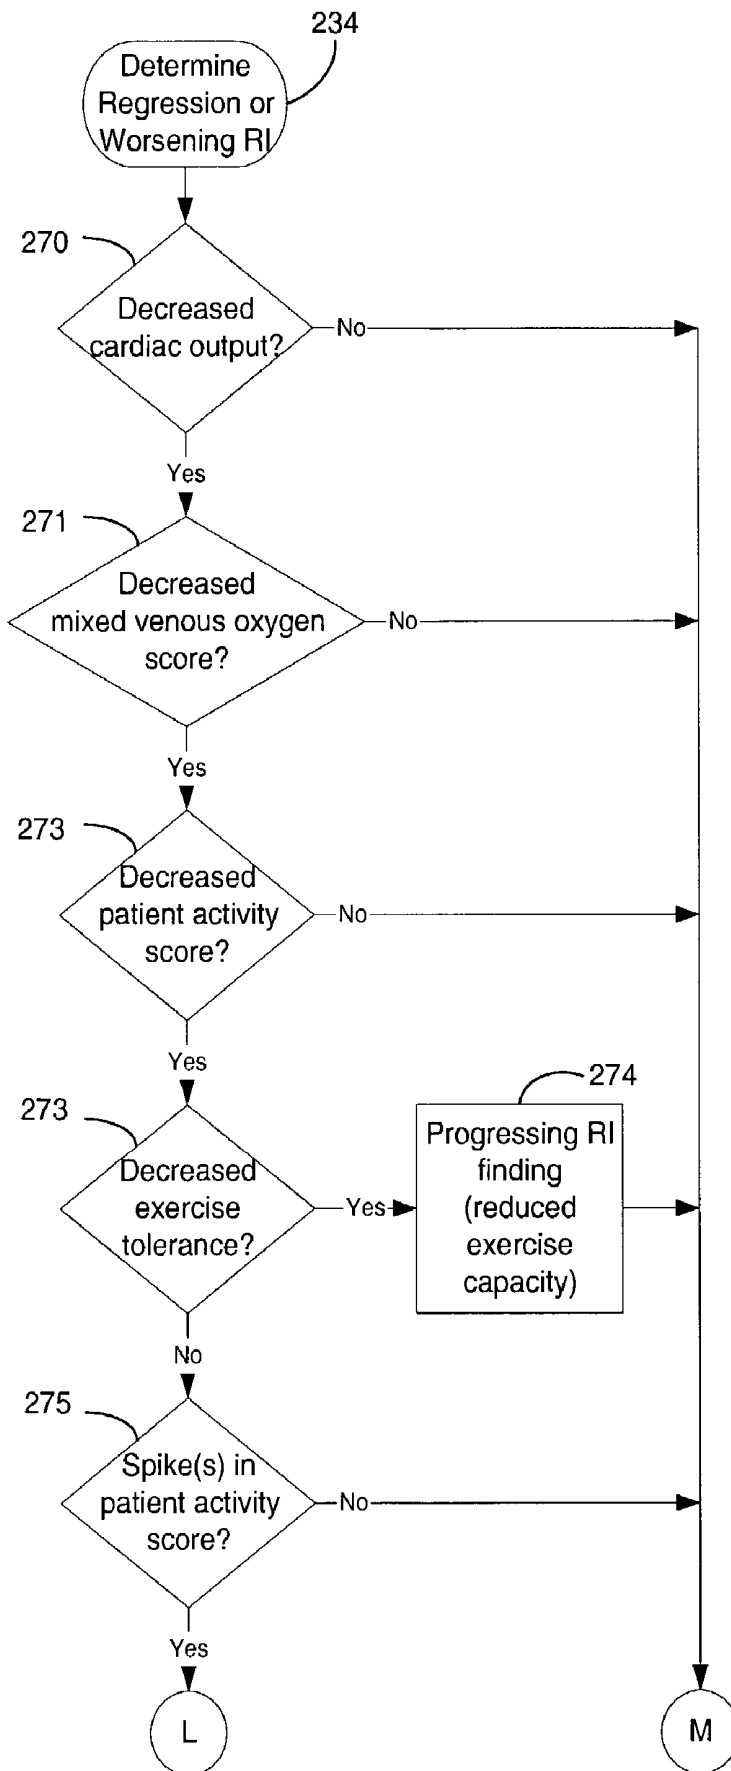 234
Determine
Regression or
Worsening RI
270
Decreased
cardiac output?
No
Yes
271
Decreased
mixed venous oxygen
score?
No
Yes
273
Decreased
patient activity
score?
No
Yes
273
Decreased
exercise
tolerance?
Yes
274
Progressing RI
finding
(reduced
exercise
capacity)
No
275
Spike(s) in
patient activity
score?
No
Yes
L
M